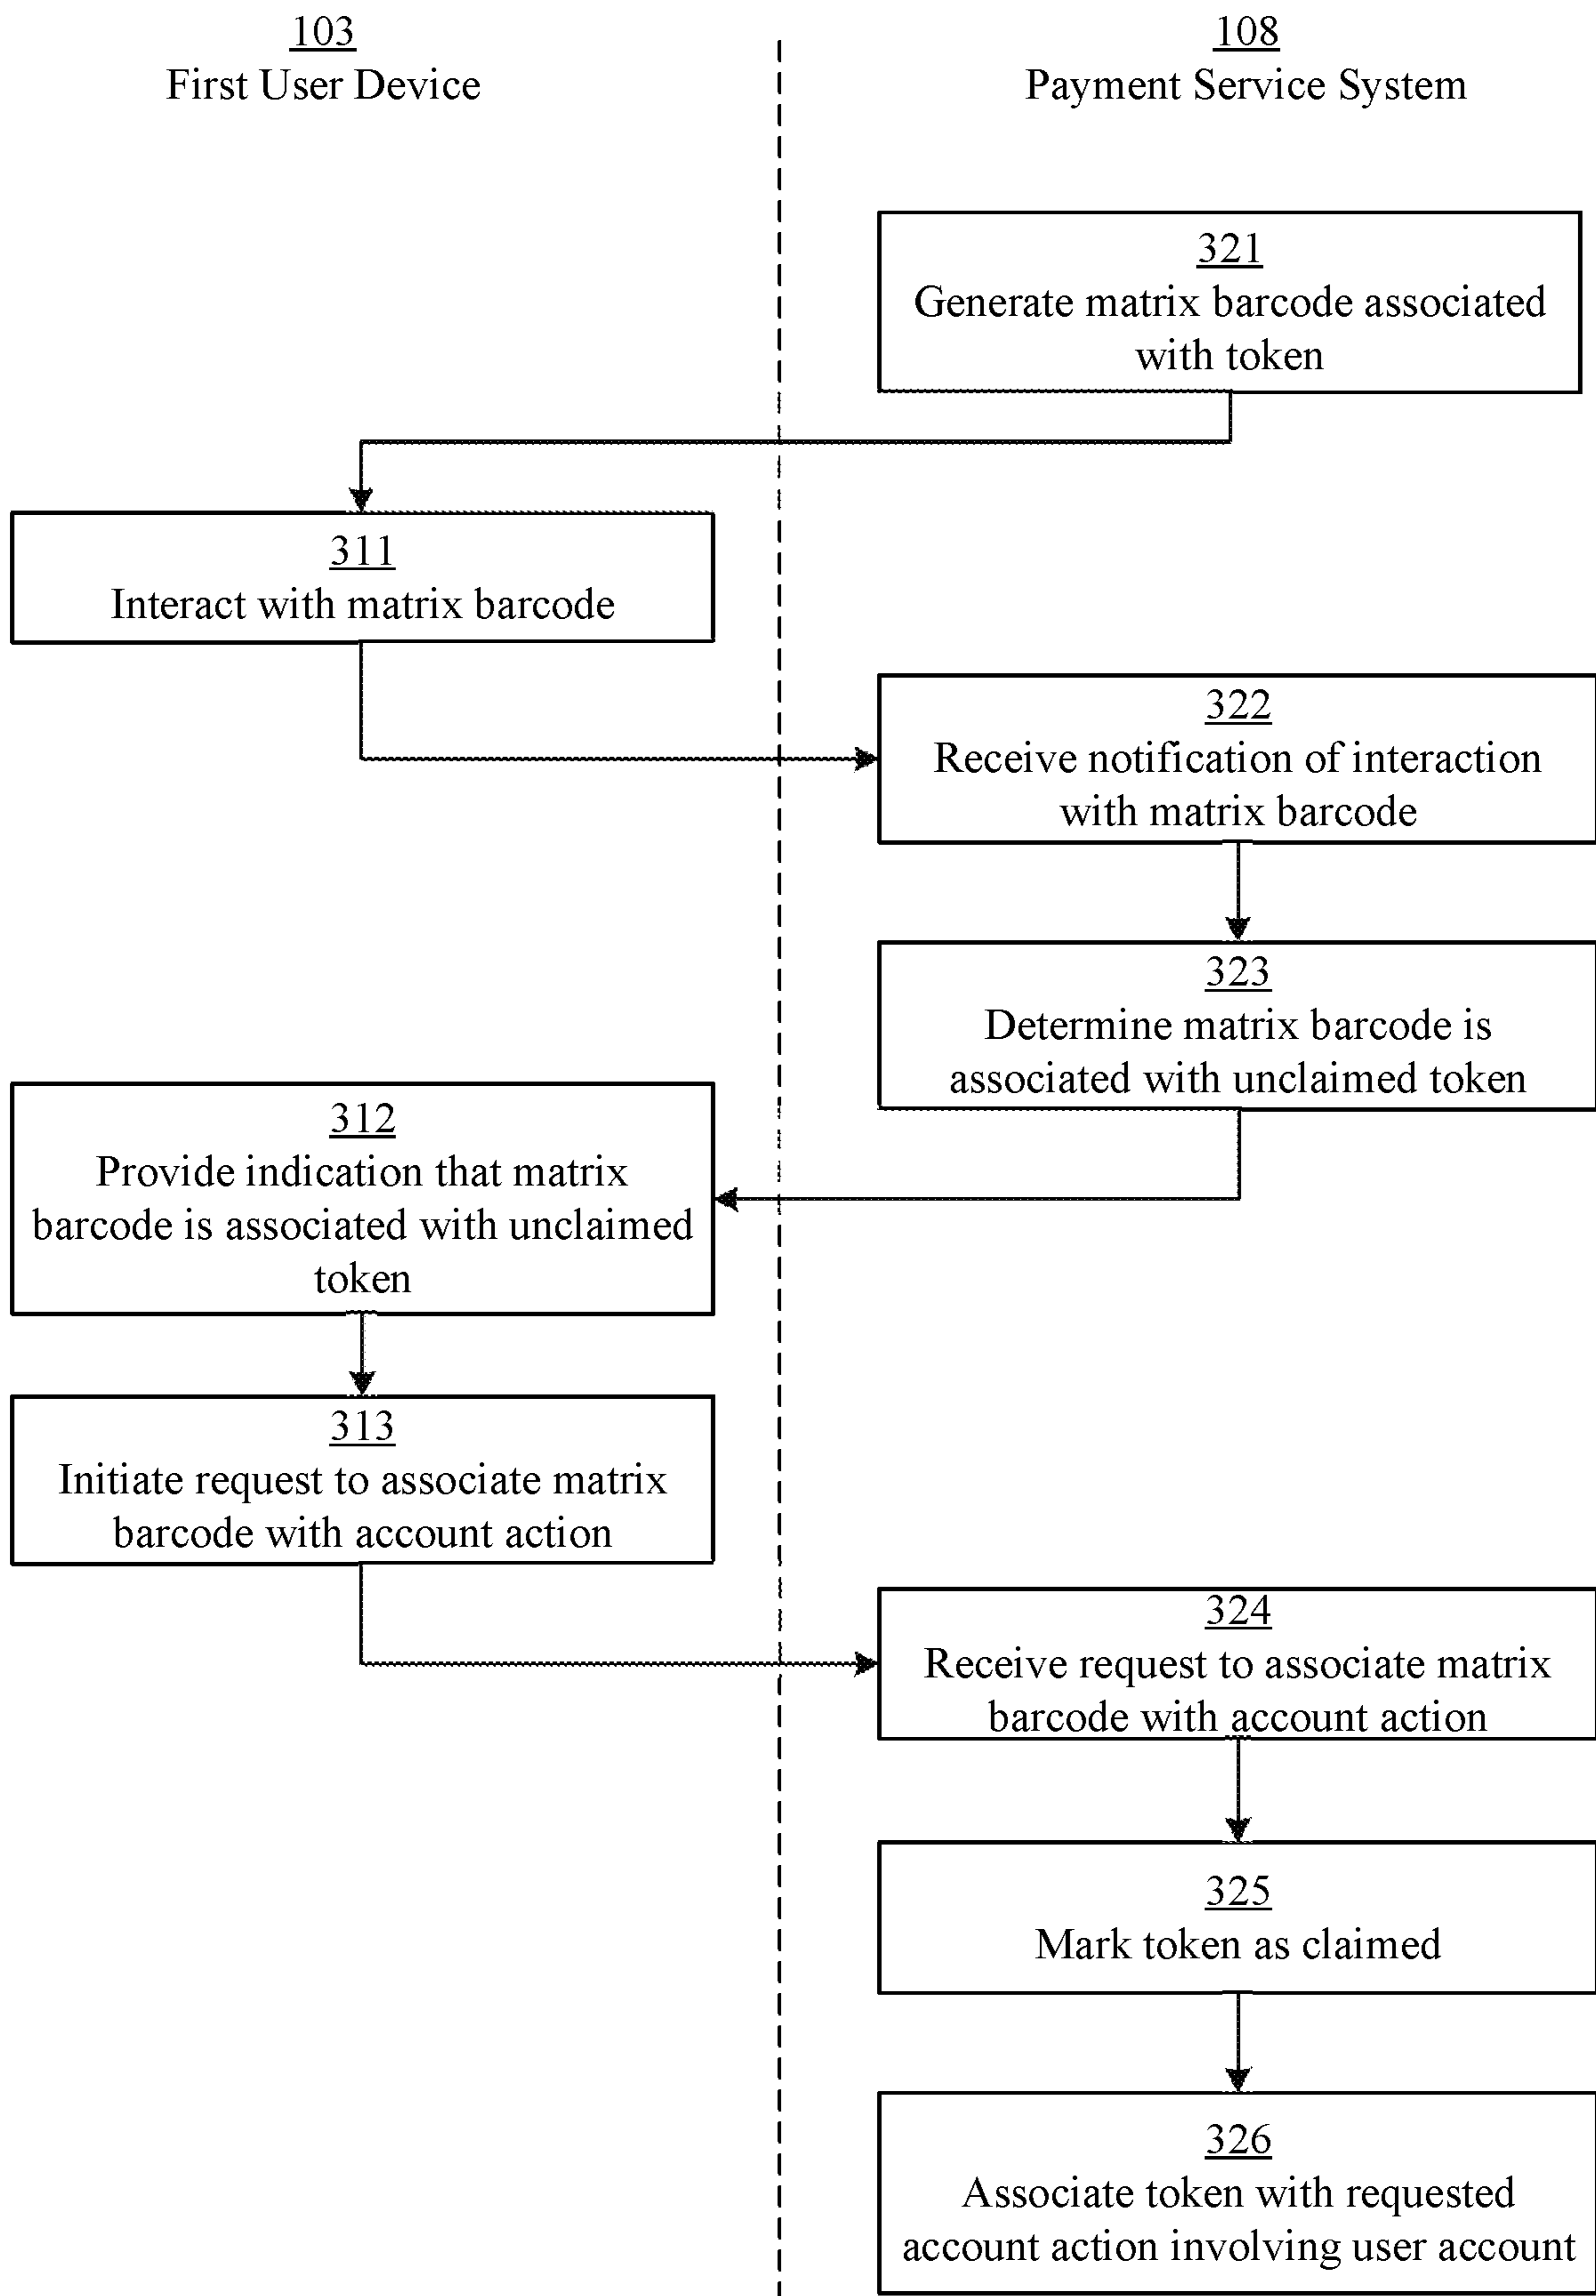 103
First User Device
108
Payment Service System
321
Generate matrix barcode associated
with token
311
Interact with matrix barcode
322
Receive notification of interaction
with matrix barcode
323
Determine matrix barcode is
associated with unclaimed token
312
Provide indication that matrix
barcode is associated with unclaimed
token
313
Initiate request to associate matrix
barcode with account action
324
Receive request to associate matrix
barcode with account action
325
Mark token as claimed
326
Associate token with requested
account action involving user account